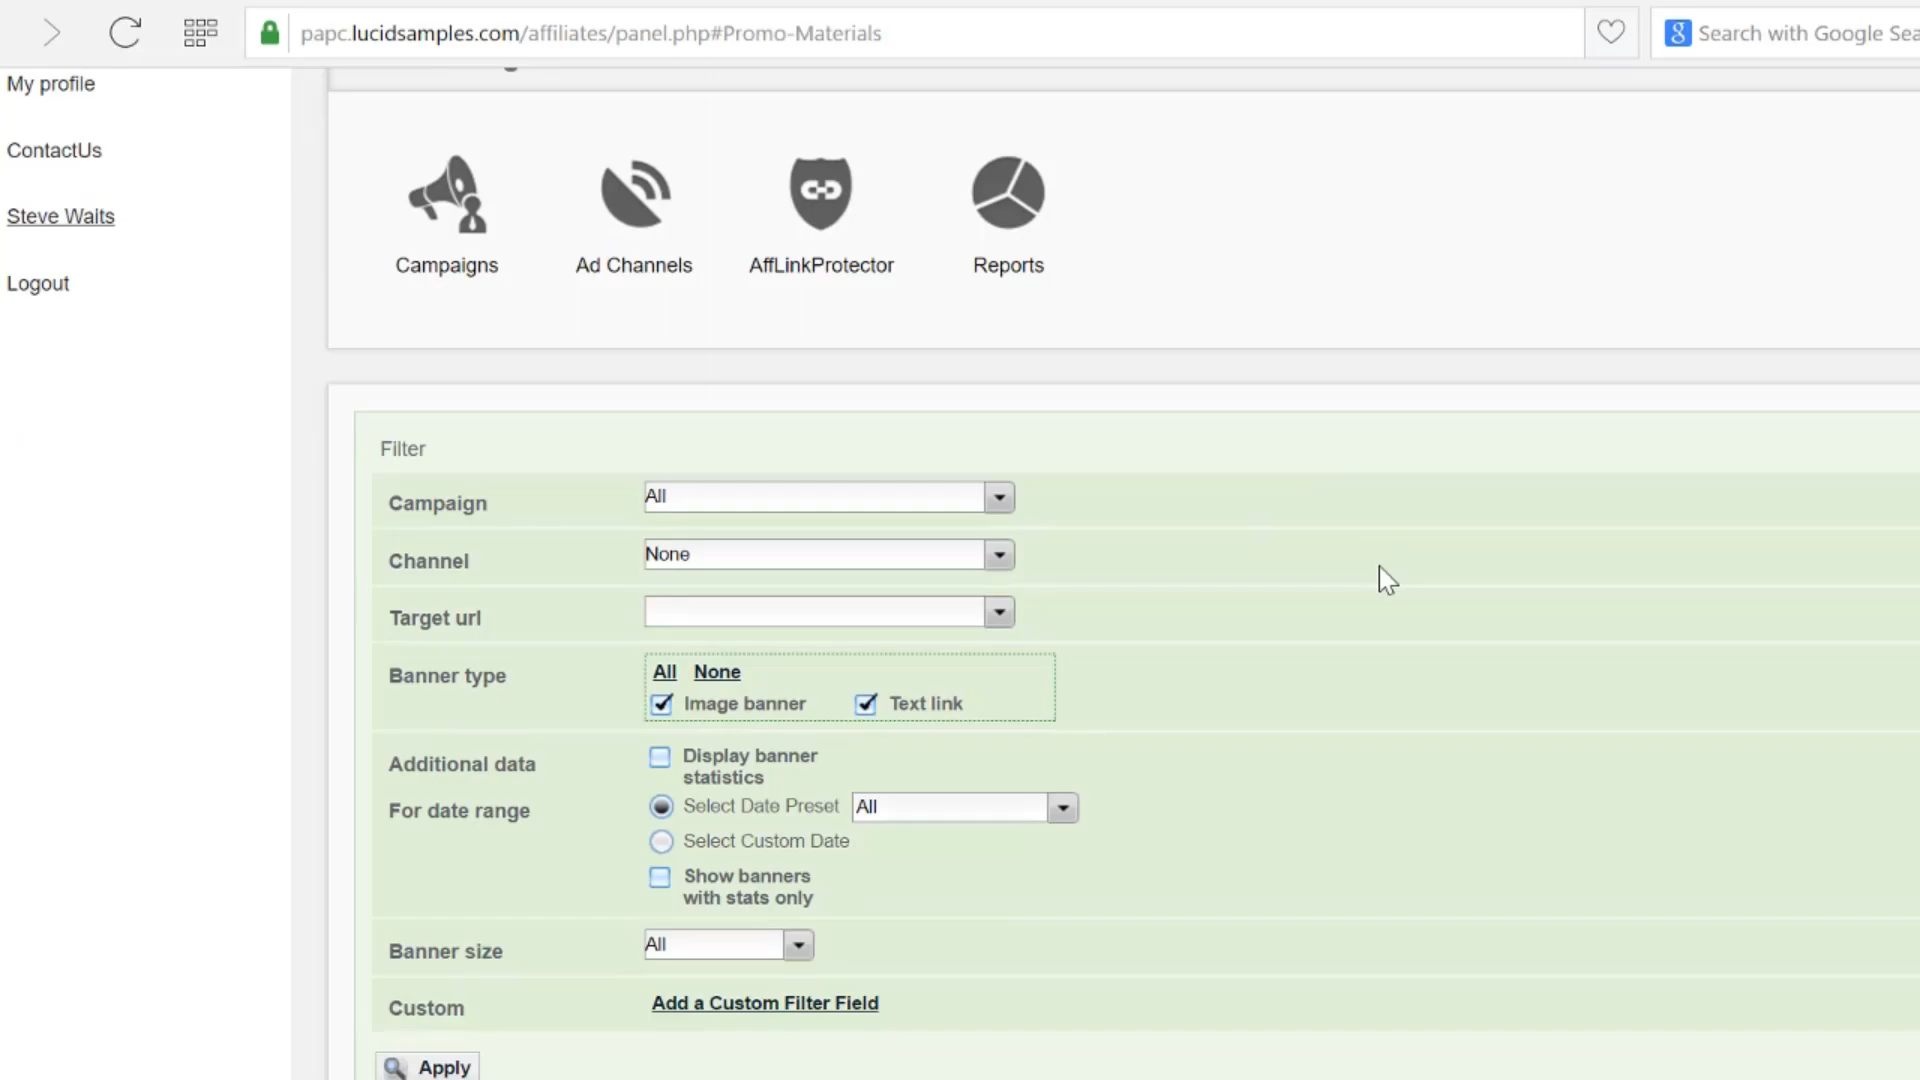 papc.lucidsamples.com/affiliates/panel.php#Promo-Materials
Search with Google Sea
My profile
ContactUs
Steve Waits
Logout
Campaigns
Ad Channels
AffLinkProtector
Reports
Filter
Campaign
All
Channel
None
Target url
Banner type
All None
Image banner
Text link
Additional data
Display banner
statistics
For date range
Select Date Preset
All
Select Custom Date
Show banners
with stats only
Banner size
All
Custom
Add a Custom Filter Field
Apply